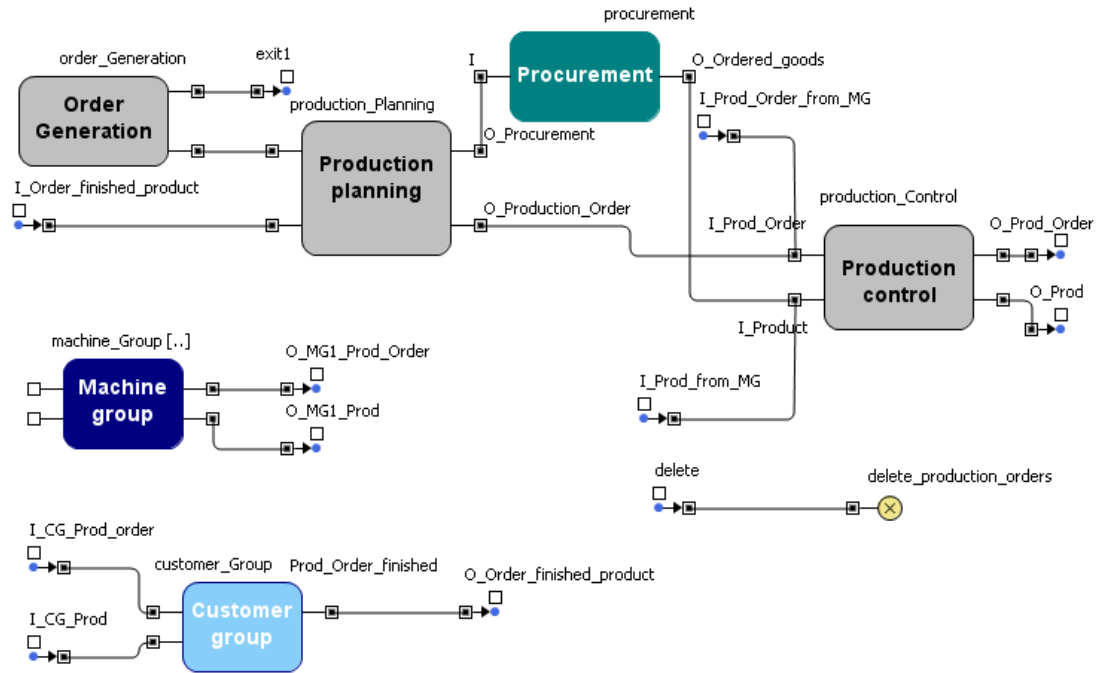 procurement
order_Generation
exit1
I
Procurement
O_Ordered_goods
Order
Generation
production_Planning
I_Prod_Order_from_MG
O_Procurement
Production
planning
I_Order_finished_product
O_Production_Order
production_Control
I_Prod_Order
O_Prod_Order
Production
control
O_Prod
I_Product
machine_Group [..]
O_MG1_Prod_Order
Machine
group
O_MG1_Prod
I_Prod_from_MG
delete
delete_production_orders
I_CG_Prod_order
customer_Group
Prod_Order_finished
O_Order_finished_product
I_CG_Prod
Customer
group